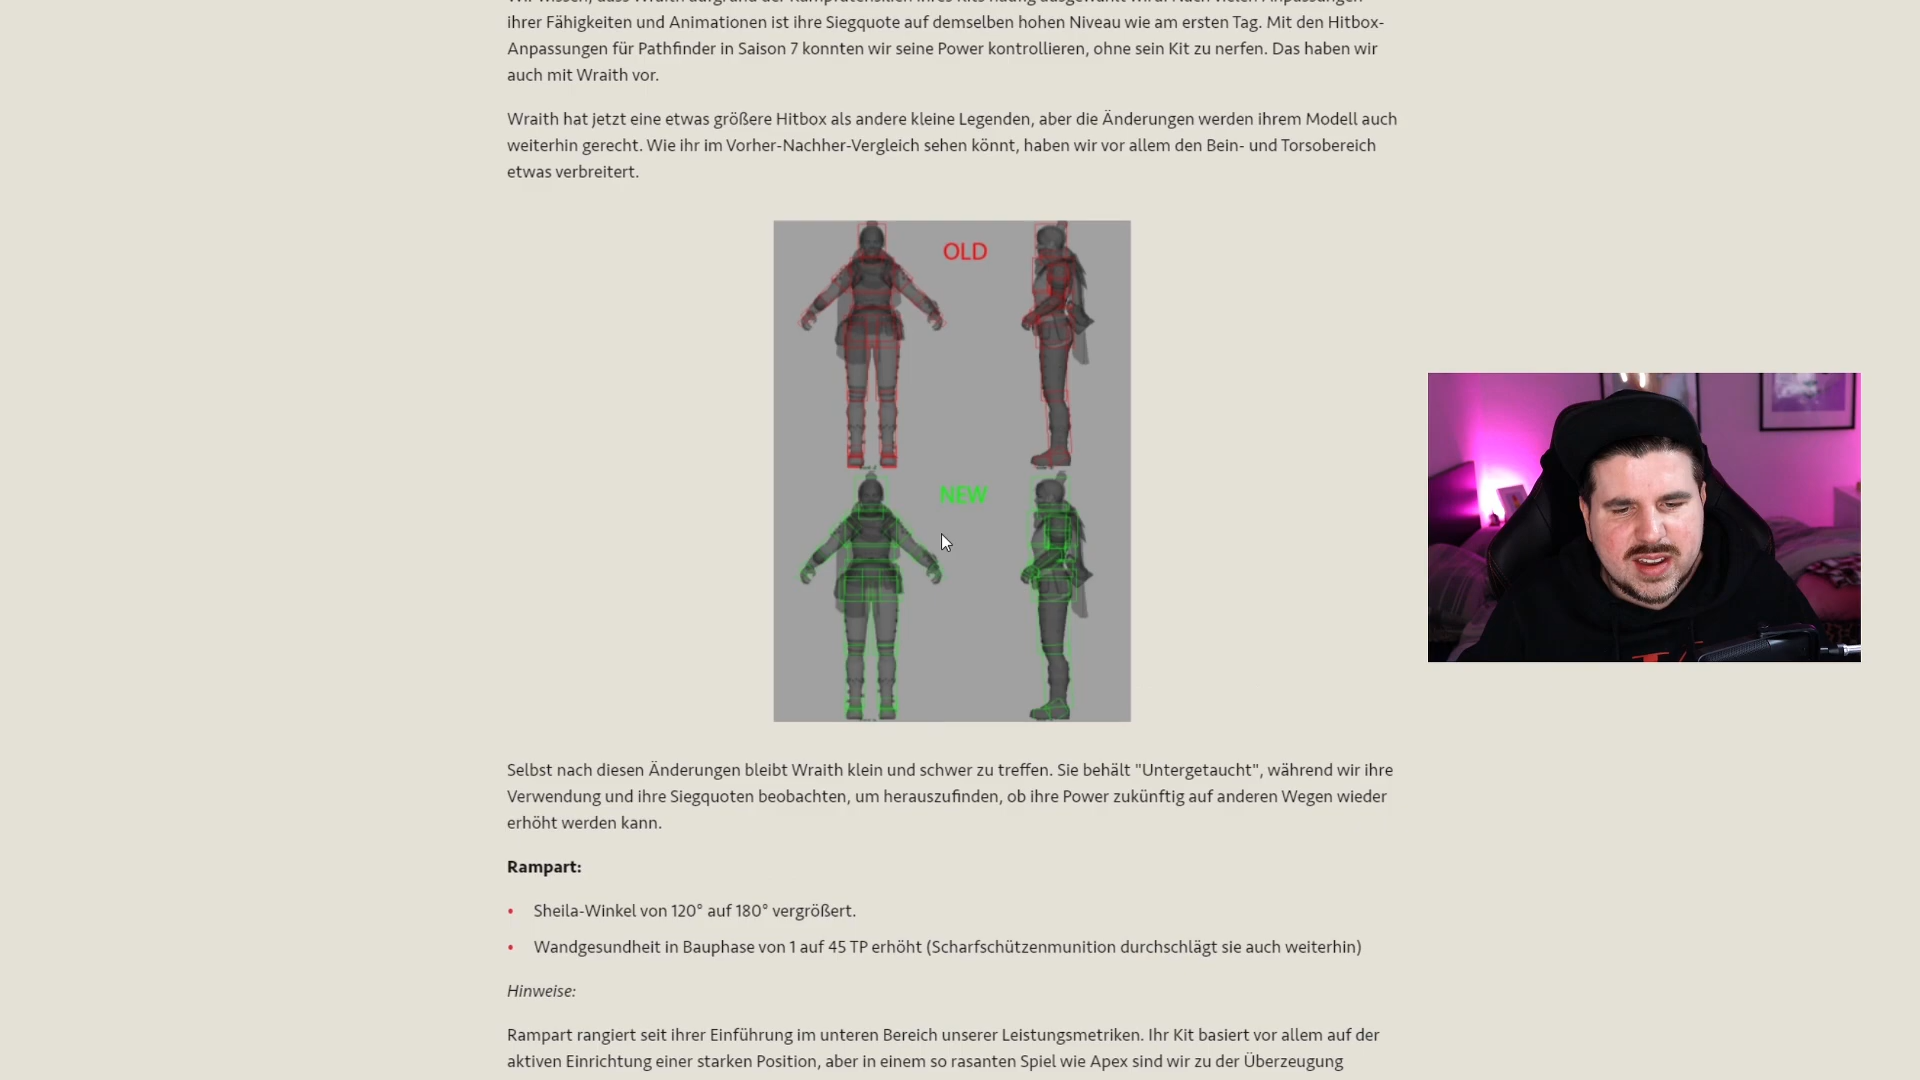 ihrer Fähigkeiten und Animationen ist ihre Siegquote auf demselben hohen Niveau wie am ersten Tag. Mit den Hitbox-
Anpassungen für Pathfinder in Saison 7 konnten wir seine Power kontrollieren, ohne sein Kit zu nerfen. Das haben wir
auch mit Wraith vor.
Wraith hat jetzt eine etwas größere Hitbox als andere kleine Legenden, aber die Änderungen werden ihrem Modell auch
weiterhin gerecht. Wie ihr im Vorher-Nachher-Vergleich sehen könnt, haben wir vor allem den Bein- und Torsobereich
etwas verbreitert.
OLD
NEW
Selbst nach diesen Änderungen bleibt Wraith klein und schwer zu treffen. Sie behält "Untergetaucht", während wir ihre
Verwendung und ihre Siegquoten beobachten, um herauszufinden, ob ihre Power zukünftig auf anderen Wegen wieder
erhöht werden kann.
Rampart:
• Sheila-Winkel von 120° auf 180° vergrößert.
• Wandgesundheit in Bauphase von 1 auf 45 TP erhöht (Scharfschützenmunition durchschlägt sie auch weiterhin)
Hinweise:
Rampart rangiert seit ihrer Einführung im unteren Bereich unserer Leistungsmetriken. Ihr Kit basiert vor allem auf der
aktiven Einrichtung einer starken Position, aber in einem so rasanten Spiel wie Apex sind wir zu der Überzeugung